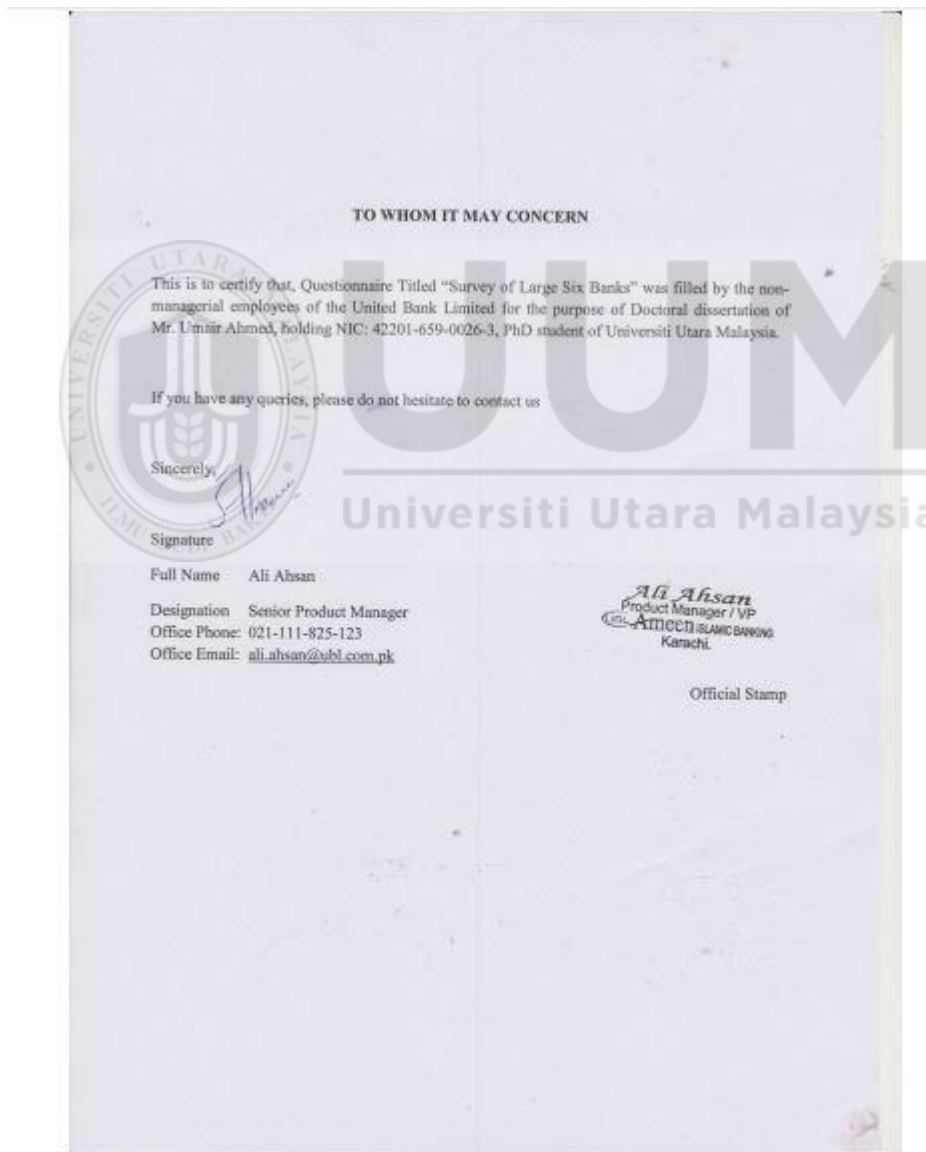 TO WHOM IT MAY CONCERN
This is to certify that, Questionnaire Titled “Survey of Large Six Banks” was filled by the non-
managerial employees of the United Bank Limited for the purpose of Doctoral dissertation of
Mr. Umair Ahmed, holding NIC: 42201-659-0026-3, PhD student of Universiti Utara Malaysia.
If you have any queries, please do not hesitate to contact us
Sincerely,
Signature
Full Name Ali Ahsan
Designation Senior Product Manager
Office Phone: 021-111-825-123
Office Email: ali.ahsan@ubl.com.pk
Ali Ahsan
Product Manager / VP
UBL Ameen ISLAMIC BANKING
Karachi.
Official Stamp
UUM
Universiti Utara Malaysia
UNIVERSITI UTARA MALAYSIA